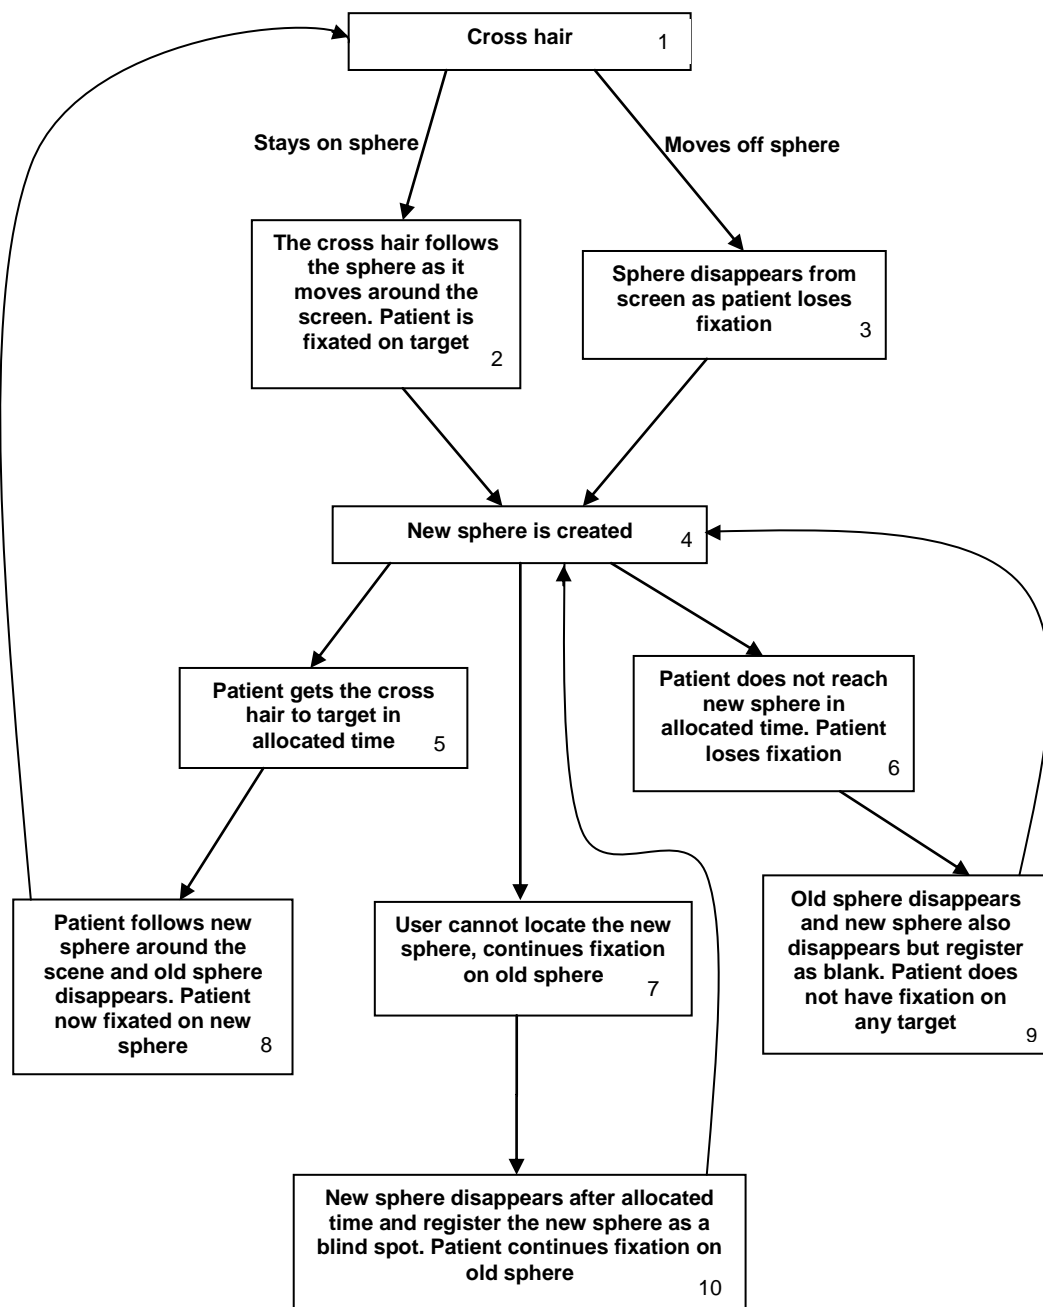 Cross hair
1
Stays on sphere
Moves off sphere
The cross hair follows
the sphere as it
moves around the
screen. Patient is
fixated on target
2
Sphere disappears from
screen as patient loses
fixation
3
New sphere is created
4
Patient gets the cross
hair to target in
allocated time
5
Patient does not reach
new sphere in
allocated time. Patient
loses fixation
6
User cannot locate the new
sphere, continues fixation
on old sphere
7
Patient follows new
sphere around the
scene and old sphere
disappears. Patient
now fixated on new
sphere
8
Old sphere disappears
and new sphere also
disappears but register
as blank. Patient does
not have fixation on
any target
9
New sphere disappears after allocated
time and register the new sphere as a
blind spot. Patient continues fixation on
old sphere
10